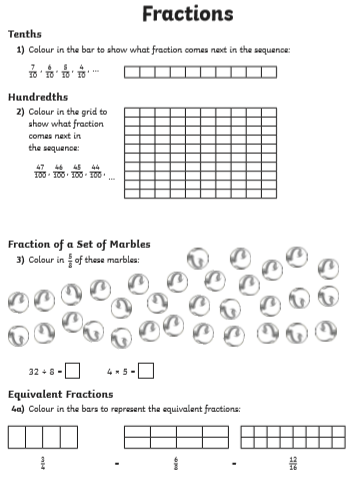 Fractions
Tenths
1) Colour in the bar to show what fraction comes next in the sequence:
7/10, 6/10, 5/10, 4/10, ...
Hundredths
2) Colour in the grid to
show what fraction
comes next in
the sequence:
47/100, 46/100, 45/100, 44/100, ...
Fraction of a Set of Marbles
3) Colour in 5/8 of these marbles:
32 ÷ 8 =
4 × 5 =
Equivalent Fractions
4a) Colour in the bars to represent the equivalent fractions:
3/4 = 6/8 = 12/16